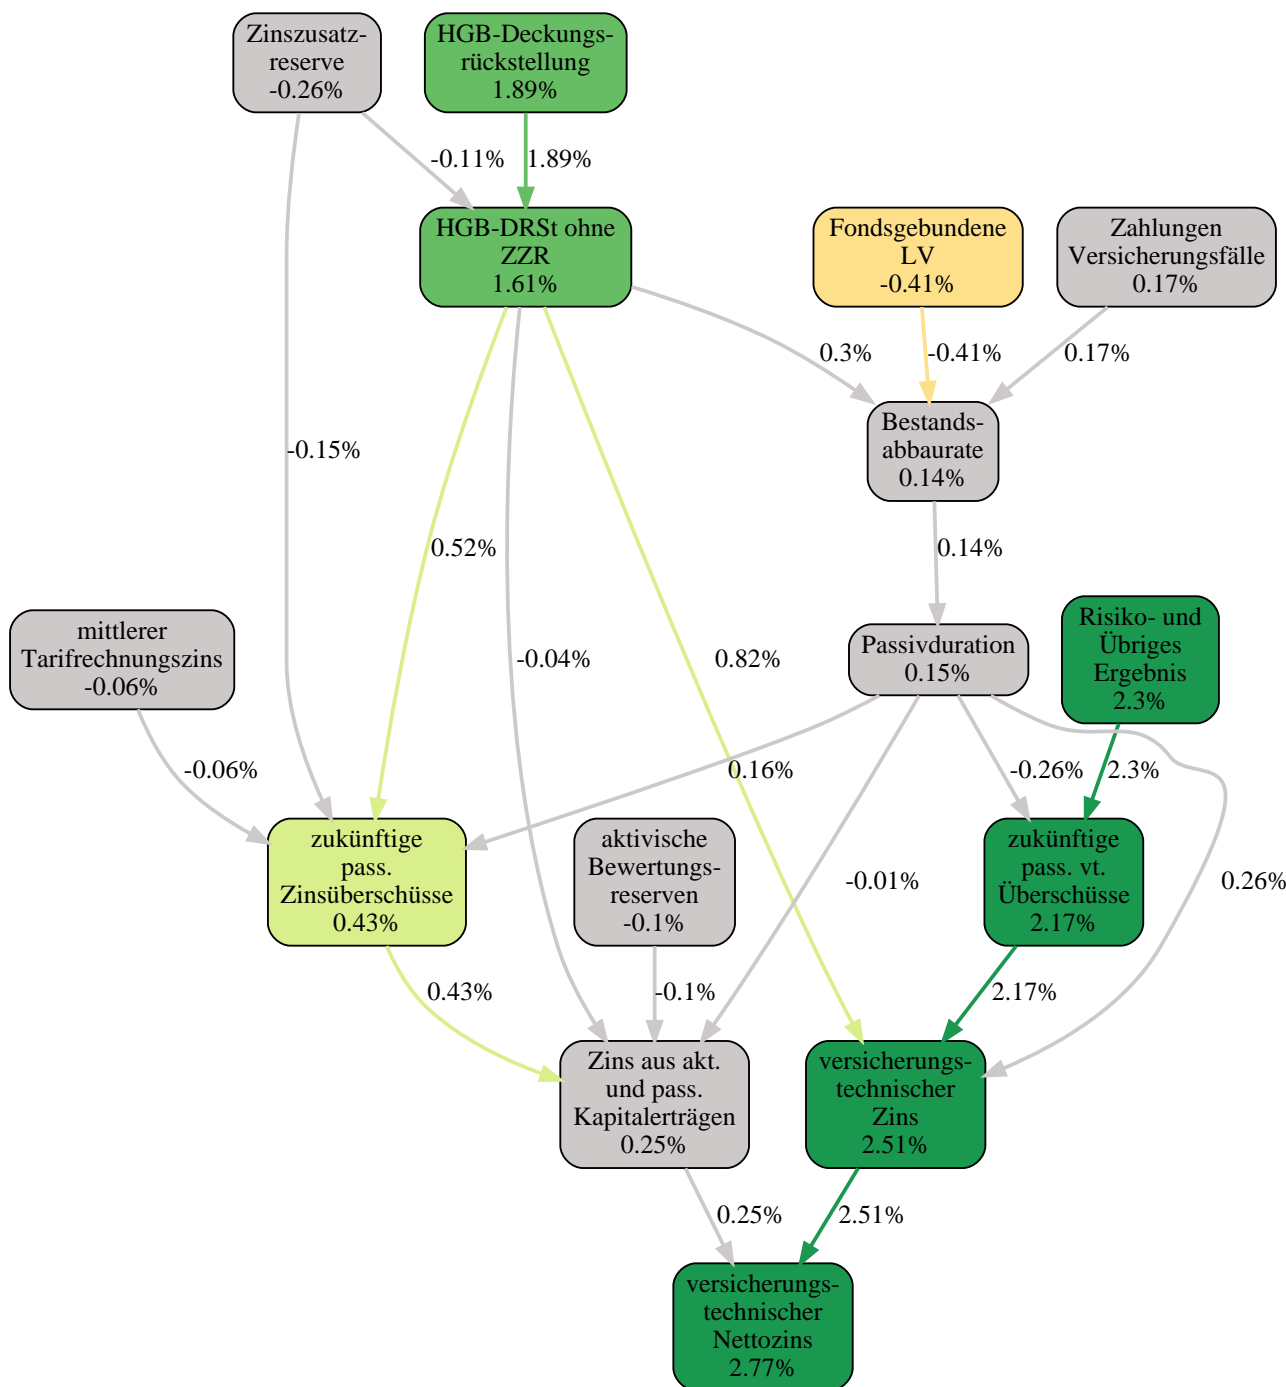 Zinszusatz-
reserve
-0.26%
HGB-Deckungs-
rückstellung
1.89%
-0.11%
1.89%
HGB-DRSt ohne
ZZR
1.61%
Fondsgebundene
LV
-0.41%
Zahlungen
Versicherungsfälle
0.17%
0.3%
-0.41%
0.17%
Bestands-
abbaurate
0.14%
-0.15%
0.52%
0.14%
mittlerer
Tarifrechnungszins
-0.06%
-0.04%
0.82%
Passivduration
0.15%
Risiko- und
Übriges
Ergebnis
2.3%
-0.06%
0.16%
-0.26%
2.3%
zukünftige
pass.
Zinsüberschüsse
0.43%
aktivische
Bewertungs-
reserven
-0.1%
-0.01%
zukünftige
pass. vt.
Überschüsse
2.17%
0.26%
0.43%
-0.1%
2.17%
Zins aus akt.
und pass.
Kapitalerträgen
0.25%
versicherungs-
technischer
Zins
2.51%
0.25%
2.51%
versicherungs-
technischer
Nettozins
2.77%